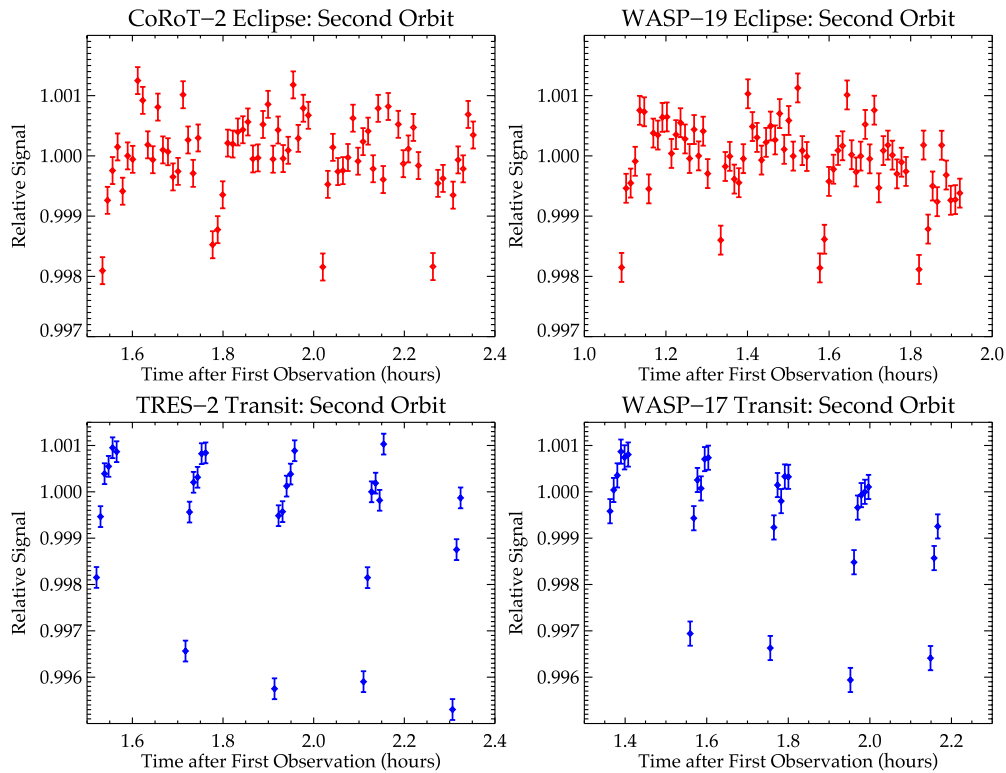 CoRoT−2 Eclipse: Second Orbit
1.001
1.000
0.999
0.998
0.997
Relative Signal
1.6 1.8 2.0 2.2 2.4
Time after First Observation (hours)
WASP−19 Eclipse: Second Orbit
1.001
1.000
0.999
0.998
0.997
Relative Signal
1.0 1.2 1.4 1.6 1.8 2.0
Time after First Observation (hours)
TRES−2 Transit: Second Orbit
1.001
1.000
0.999
0.998
0.997
0.996
Relative Signal
1.6 1.8 2.0 2.2 2.4
Time after First Observation (hours)
WASP−17 Transit: Second Orbit
1.001
1.000
0.999
0.998
0.997
0.996
Relative Signal
1.4 1.6 1.8 2.0 2.2
Time after First Observation (hours)